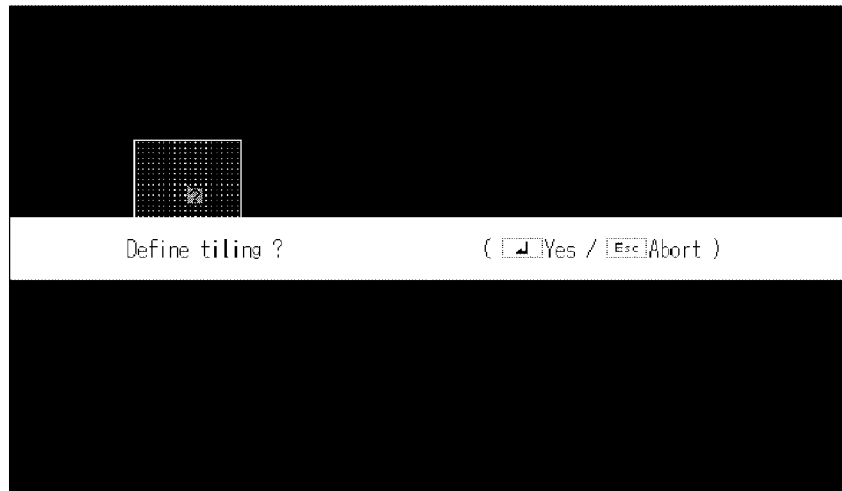 Define tiling ? ( ↲ Yes / Esc Abort )